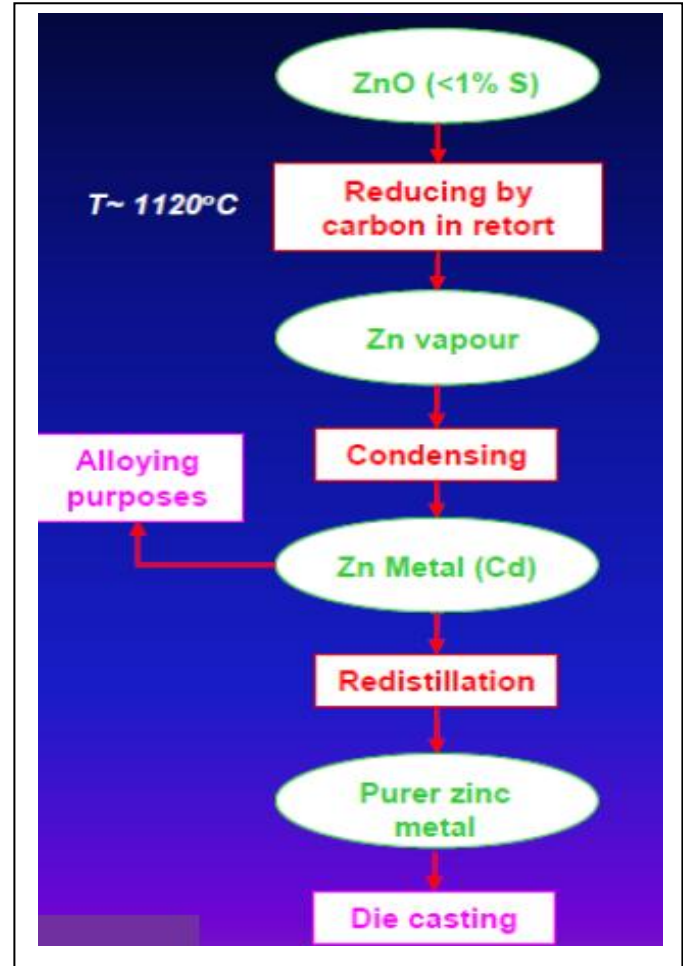 ZnO (<1% S)
T~ 1120°C
Reducing by
carbon in retort
Zn vapour
Condensing
Alloying
purposes
Zn Metal (Cd)
Redistillation
Purer zinc
metal
Die casting